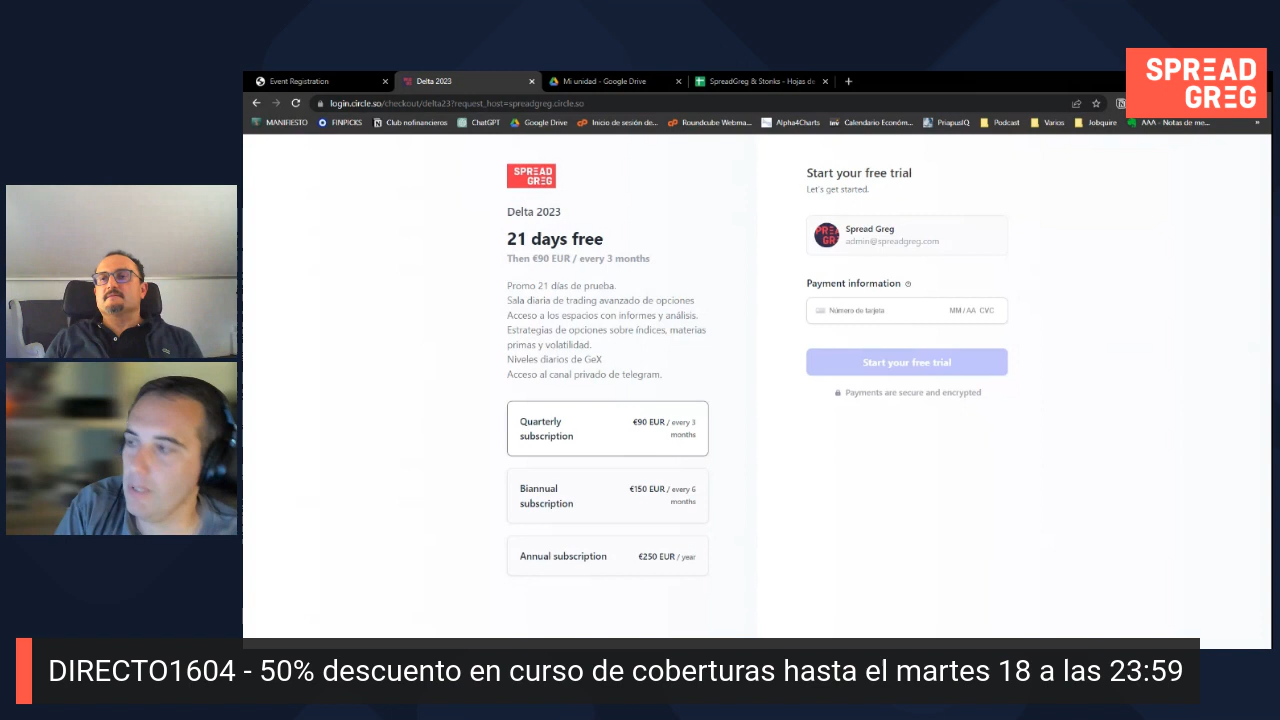 SPREAD
GREG
Event Registration
Delta 2023
Mi unidad - Google Drive
SpreadGreg & Stonks - Hojas de
login.circle.so/checkout/delta23?request_host=spreadgreg.circle.so
MANIFIESTO
FINPICKS
Club nofinancieros
ChatGPT
Google Drive
Inicio de sesión de...
Roundcube Webma...
Alpha4Charts
Calendario Económ...
PriapusIQ
Podcast
Varios
Jobquire
AAA - Notas de me...
SPREAD
GREG
Delta 2023
21 days free
Then €90 EUR / every 3 months
Promo 21 días de prueba.
Sala diaria de trading avanzado de opciones
Acceso a los espacios con informes y análisis.
Estrategias de opciones sobre índices, materias
primas y volatilidad.
Niveles diarios de GeX
Acceso al canal privado de telegram.
Quarterly
subscription
€90 EUR / every 3
months
Biannual
subscription
€150 EUR / every 6
months
Annual subscription
€250 EUR / year
Start your free trial
Let's get started.
Spread Greg
admin@spreadgreg.com
Payment information
Número de tarjeta
MM / AA CVC
Start your free trial
Payments are secure and encrypted
DIRECTO1604 - 50% descuento en curso de coberturas hasta el martes 18 a las 23:59